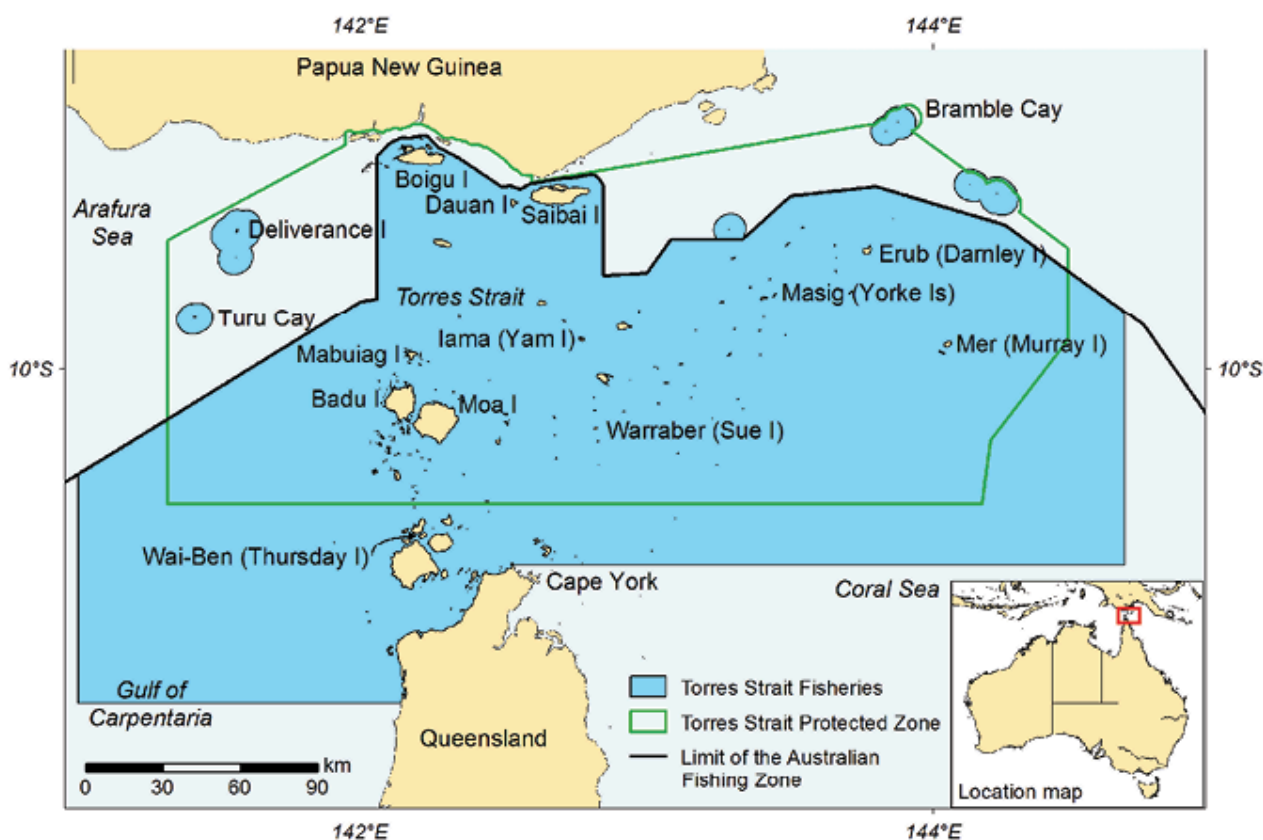 142°E
144°E
Papua New Guinea
Bramble Cay
Boigu I
Dauan I
Saibai I
Arafura
Sea
Deliverance I
Erub (Darnley I)
Torres Strait
Masig (Yorke Is)
Turu Cay
Iama (Yam I)
Mer (Murray I)
Mabuiag I
10°S
10°S
Badu I
Moa I
Warraber (Sue I)
Wai-Ben (Thursday I)
Cape York
Coral Sea
Gulf of
Carpentaria
Queensland
Torres Strait Fisheries
Torres Strait Protected Zone
Limit of the Australian
Fishing Zone
km
0 30 60 90
Location map
142°E
144°E